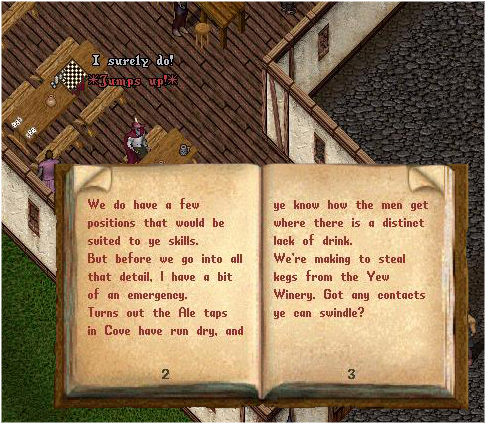 I surely do!
*Jumps up!*
We do have a few
positions that would be
suited to ye skills.
But before we go into all
that detail, I have a bit
of an emergency.
Turns out the Ale taps
in Cove have run dry, and
2
ye know how the men get
where there is a distinct
lack of drink.
We're making to steal
kegs from the Yew
Winery. Got any contacts
ye can swindle?
3